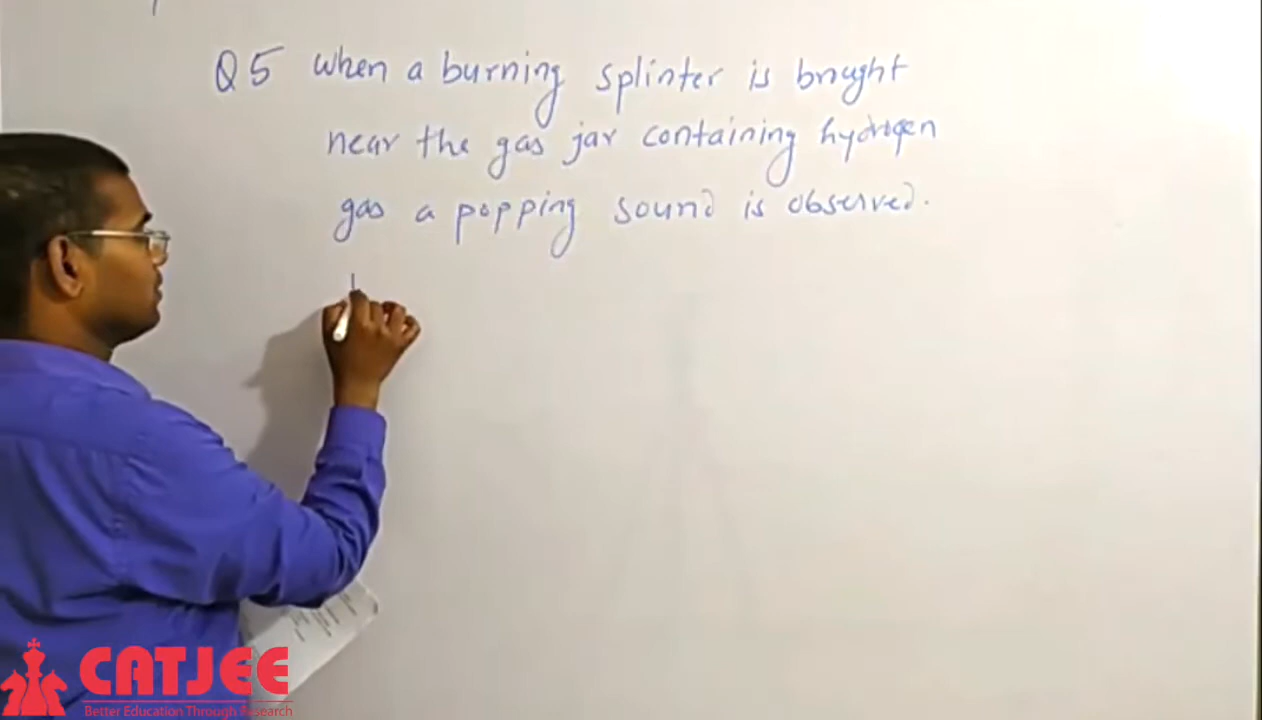 Q5 When a burning splinter is brought
near the gas jar containing hydrogen
gas a popping sound is observed.
CATJEE
Better Education Through Research